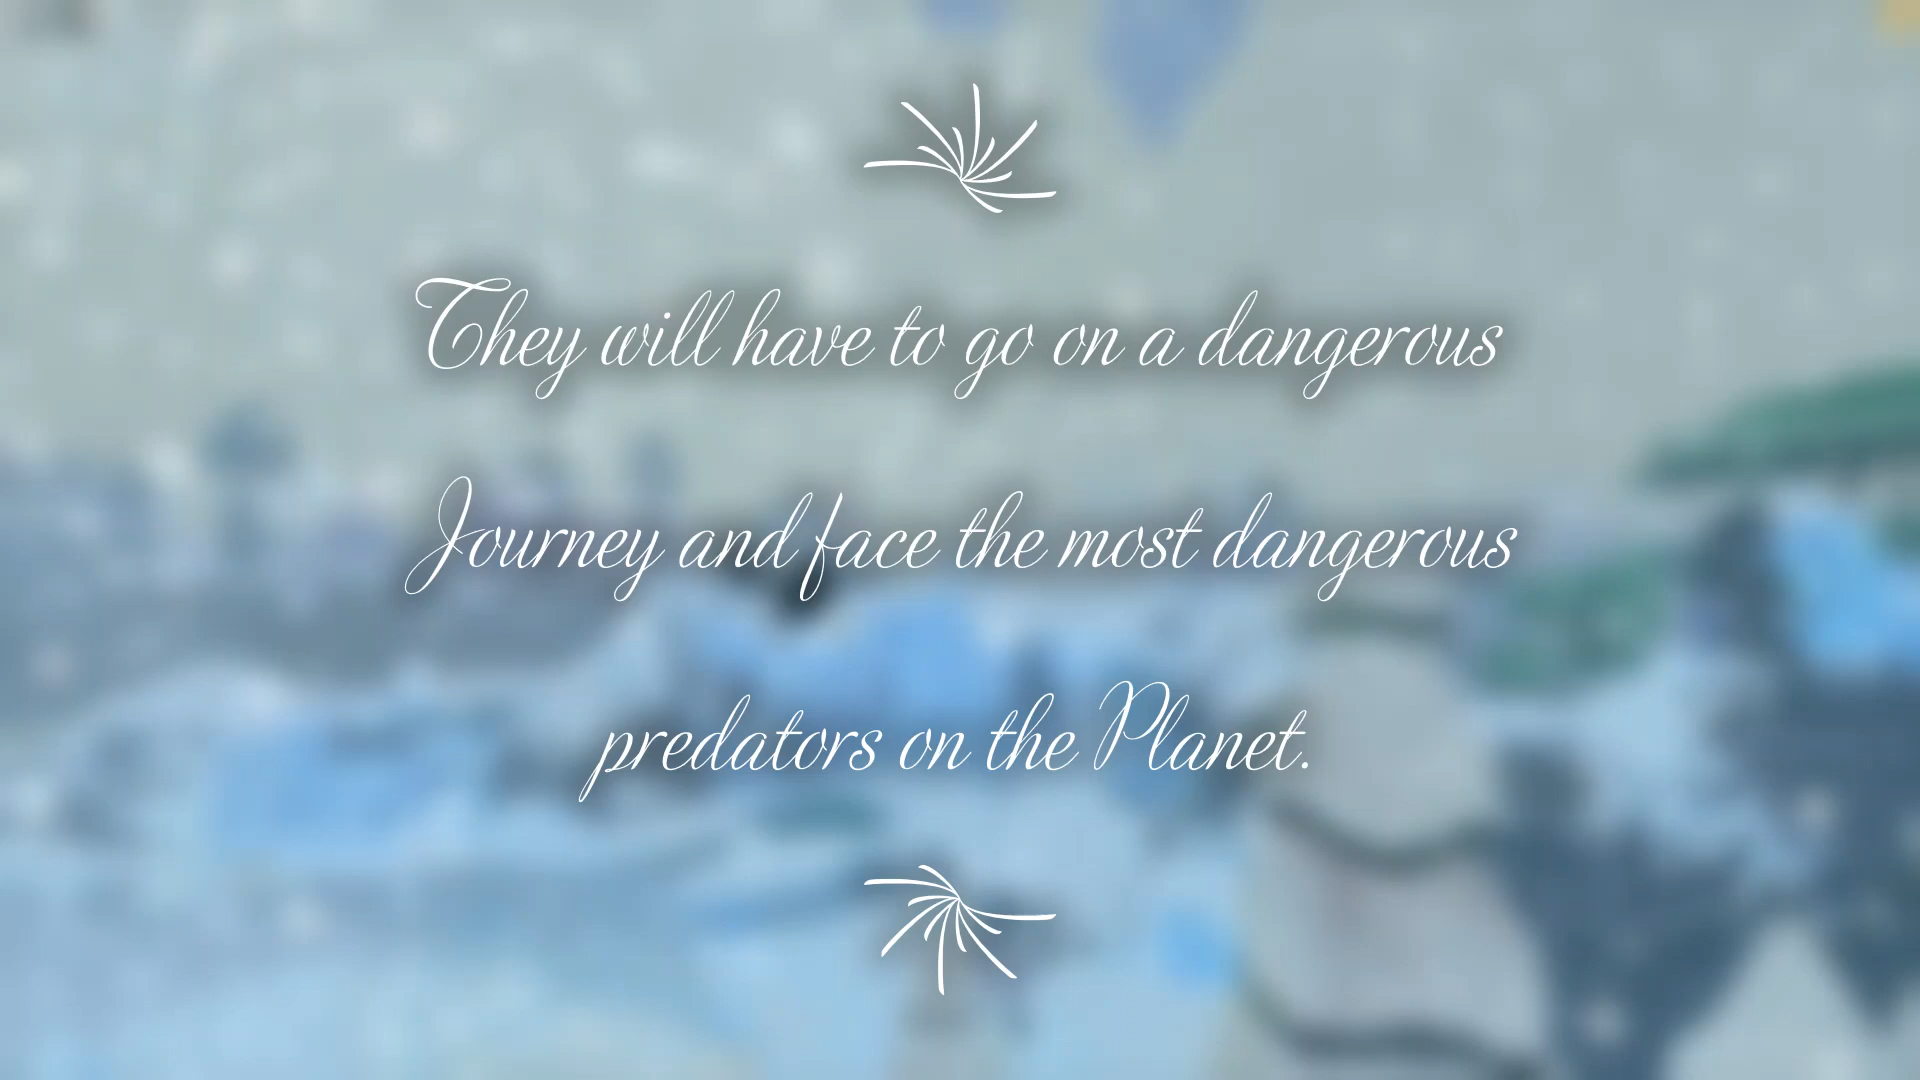 They will have to go on a dangerous
Journey and face the most dangerous
predators on the Planet.